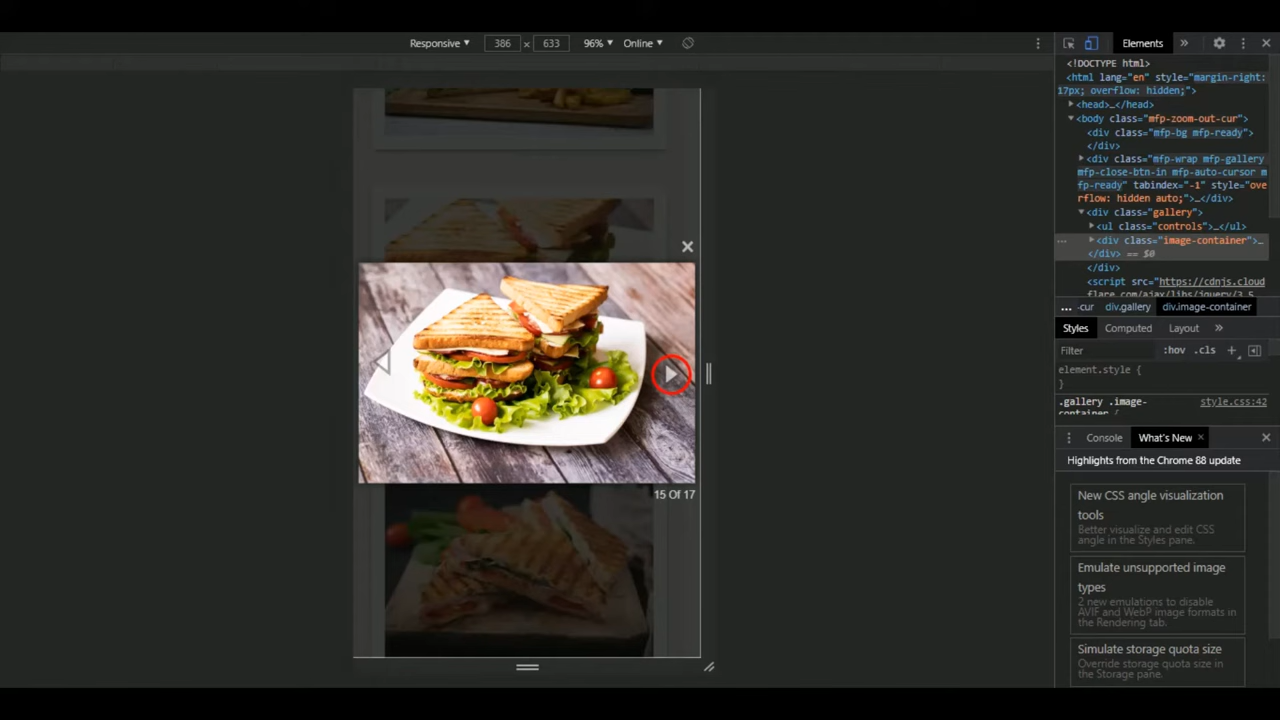 Responsive 386 × 633 96% Online
Elements
<!DOCTYPE html>
<html lang="en" style="margin-right:
17px; overflow: hidden;">
<head>…</head>
<body class="mfp-zoom-out-cur">
<div class="mfp-bg mfp-ready">
</div>
<div class="mfp-wrap mfp-gallery
mfp-close-btn-in mfp-auto-cursor m
fp-ready" tabindex="-1" style="ove
rflow: hidden auto;">…</div>
<div class="gallery">
<ul class="controls">…</ul>
<div class="image-container">…
</div> == $0
</div>
<script src="https://cdnjs.cloud
flare.com/ajax/libs/jquery/3.5
... -cur div.gallery div.image-container
Styles Computed Layout
Filter :hov .cls
element.style {
}
.gallery .image- style.css:42
container {
Console What's New
Highlights from the Chrome 88 update
New CSS angle visualization
tools
Better visualize and edit CSS
angle in the Styles pane.
Emulate unsupported image
types
2 new emulations to disable
AVIF and WebP image formats in
the Rendering tab.
Simulate storage quota size
Override storage quota size in
the Storage pane.
15 Of 17